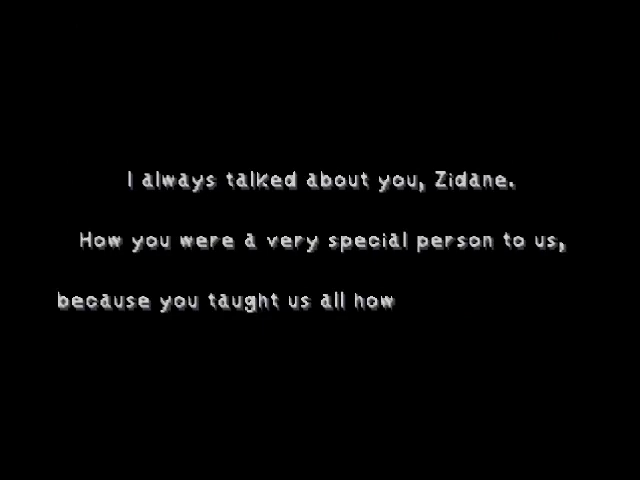 I always talked about you, Zidane.
How you were a very special person to us,
because you taught us all how